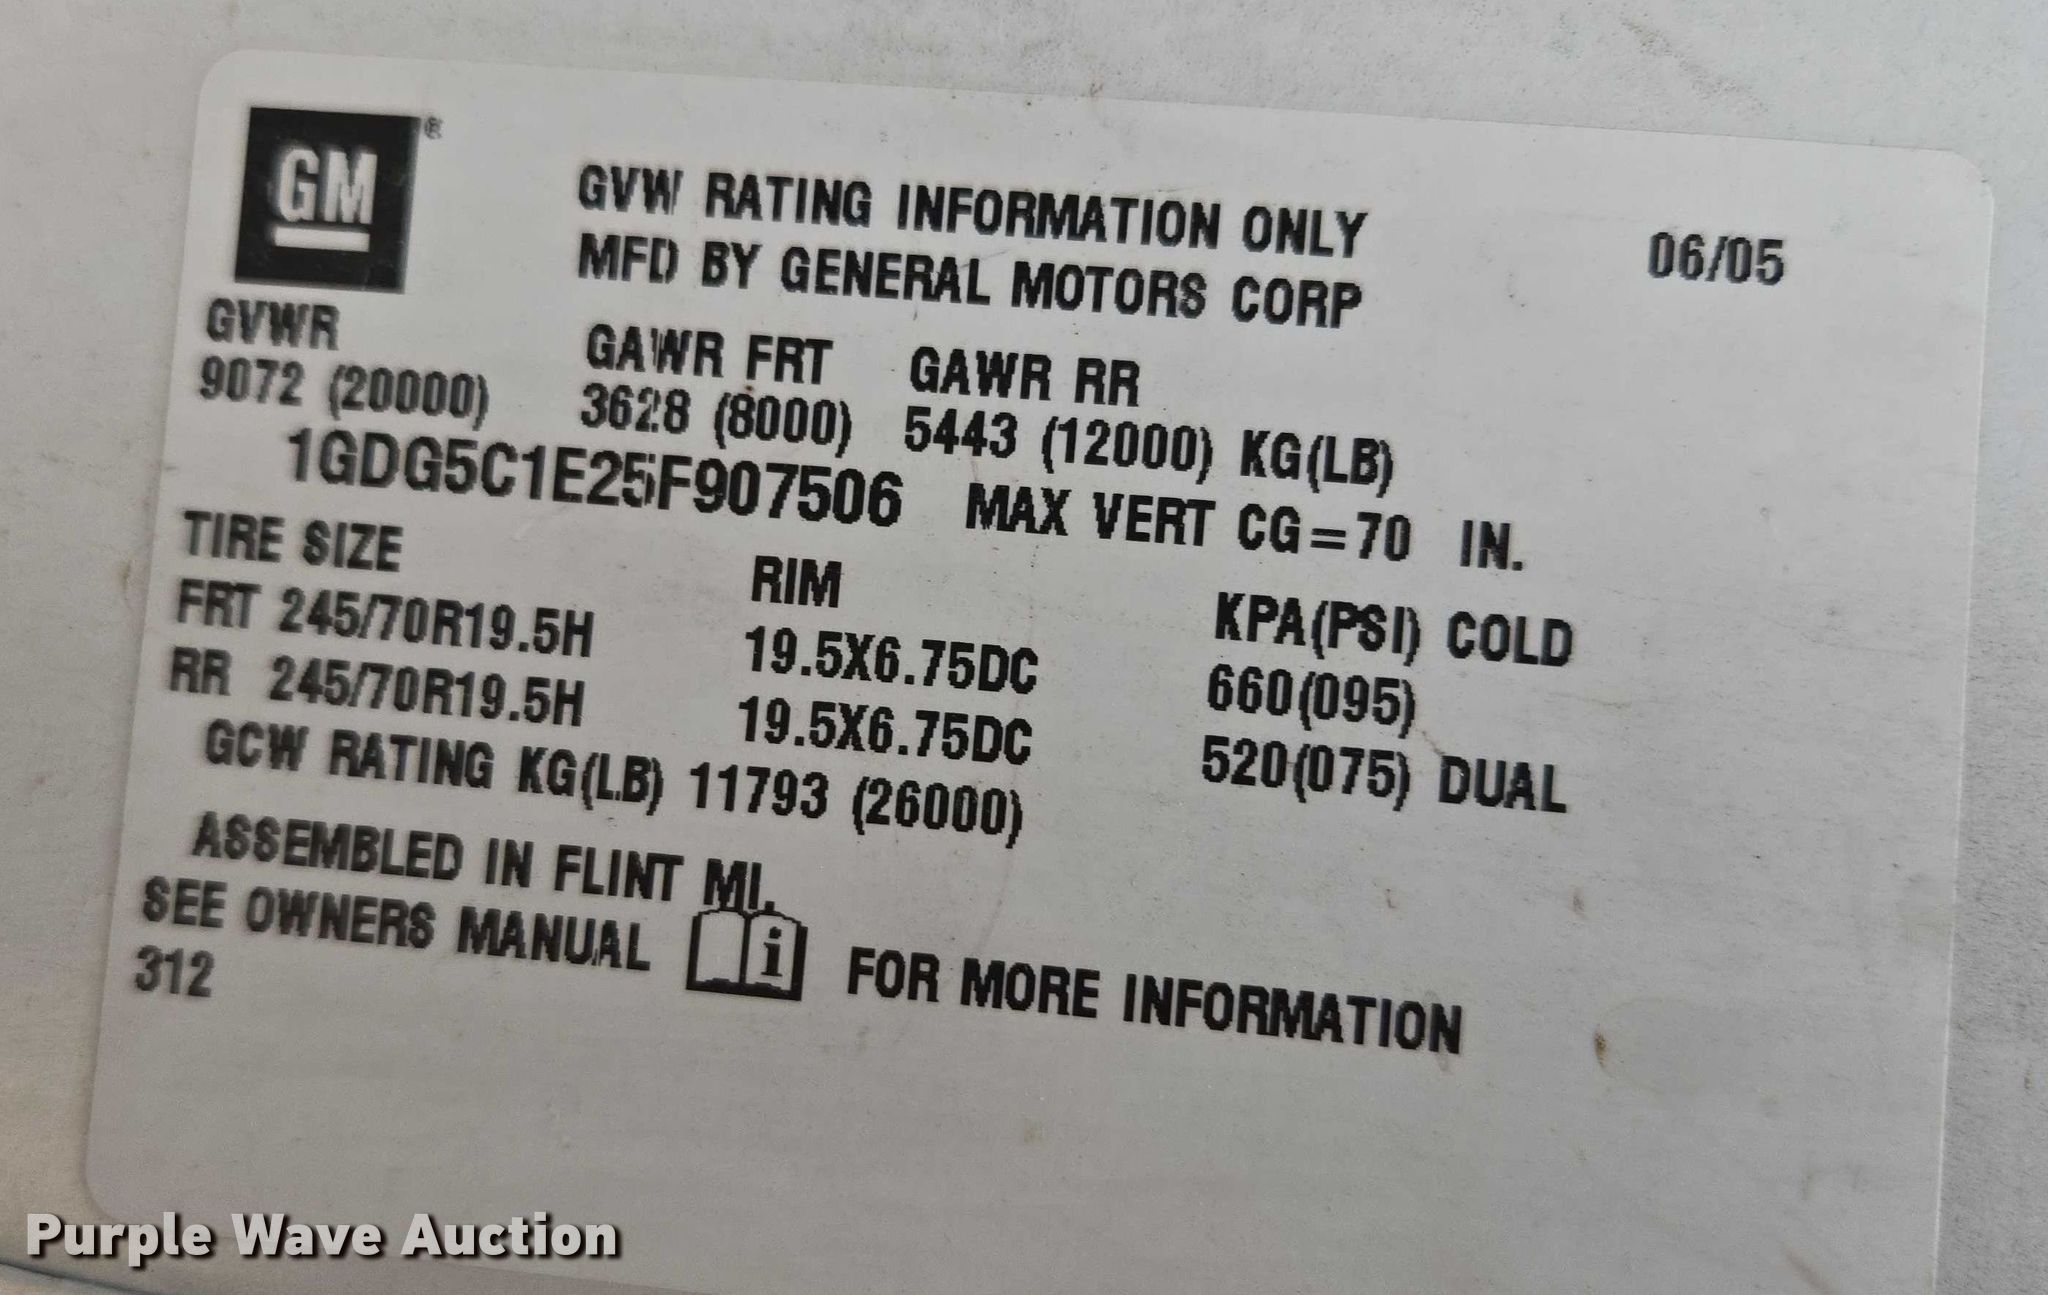 GM®
GVW RATING INFORMATION ONLY 06/05
MFD BY GENERAL MOTORS CORP
GVWR GAWR FRT GAWR RR
9072 (20000) 3628 (8000) 5443 (12000) KG(LB)
1GDG5C1E25F907506 MAX VERT CG=70 IN.
TIRE SIZE RIM KPA(PSI) COLD
FRT 245/70R19.5H 19.5X6.75DC 660(095)
RR 245/70R19.5H 19.5X6.75DC 520(075) DUAL
GCW RATING KG(LB) 11793 (26000)
ASSEMBLED IN FLINT MI.
SEE OWNERS MANUAL i FOR MORE INFORMATION
312
Purple Wave Auction